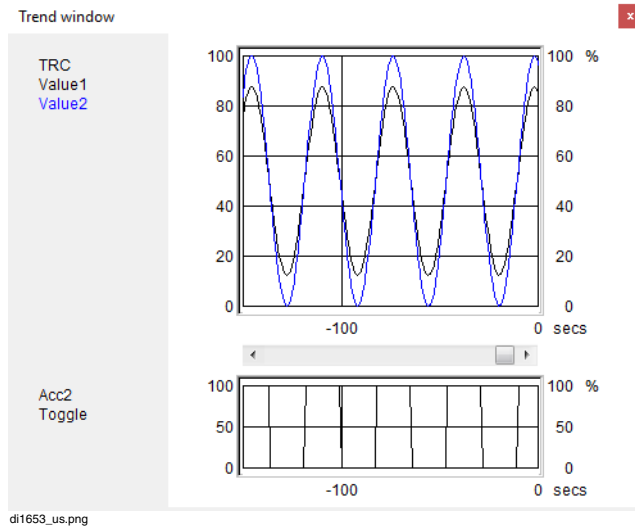 Trend window x
TRC
Value1
Value2
100 100 %
80 80
60 60
40 40
20 20
0 0
-100 0 secs
Acc2
Toggle
100 100 %
50 50
0 0
-100 0 secs
di1653_us.png